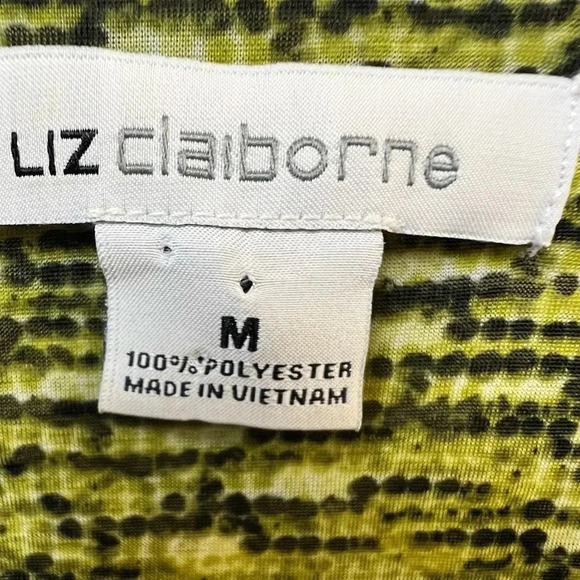 LIZ claiborne
M
100% POLYESTER
MADE IN VIETNAM